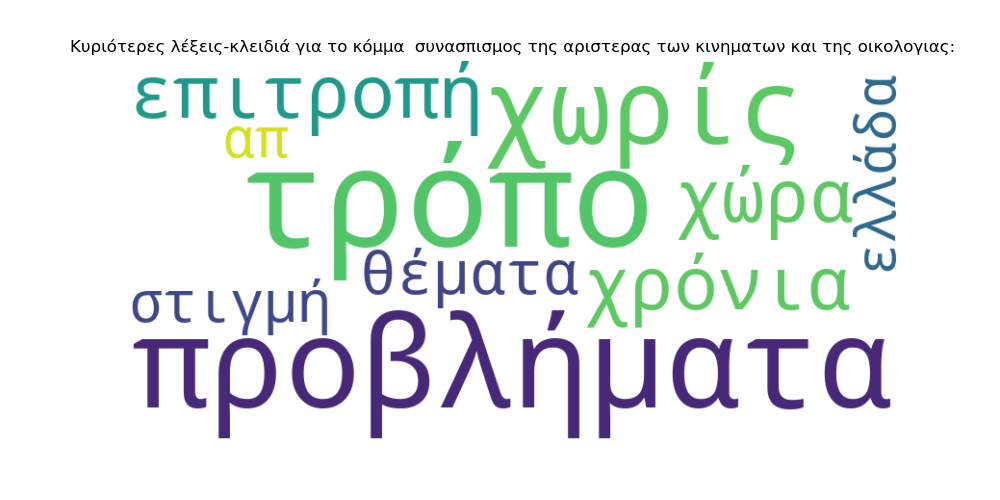 Κυριότερες λέξεις-κλειδιά για το κόμμα  συνασπισμος της αριστερας των κινηματων και της οικολογιας:
επιτροπή
χωρίς
ελλάδα
απ
τρόπο
χώρα
θέματα
χρόνια
στιγμή
προβλήματα